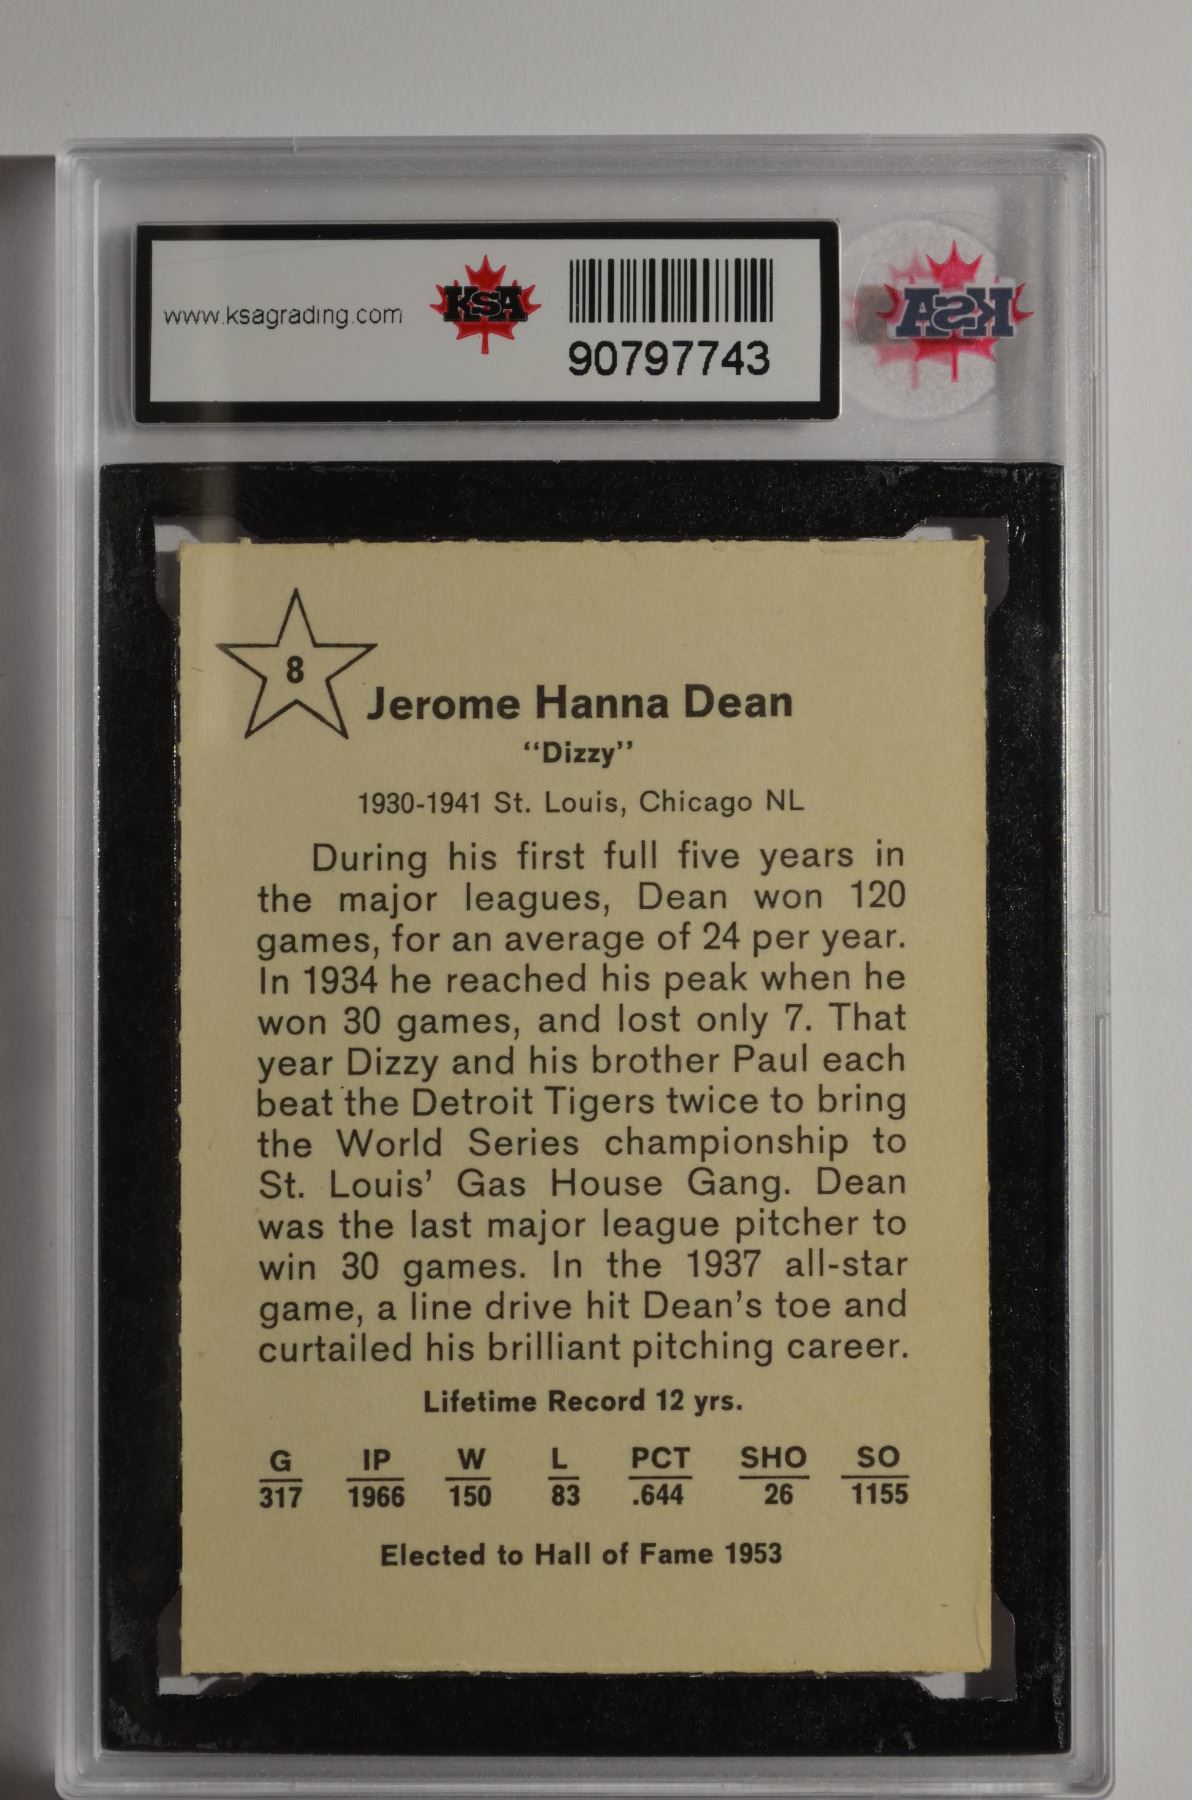 www.ksagrading.com
KSA
90797743
KSA
8
Jerome Hanna Dean
“Dizzy”
1930-1941 St. Louis, Chicago NL
During his first full five years in
the major leagues, Dean won 120
games, for an average of 24 per year.
In 1934 he reached his peak when he
won 30 games, and lost only 7. That
year Dizzy and his brother Paul each
beat the Detroit Tigers twice to bring
the World Series championship to
St. Louis’ Gas House Gang. Dean
was the last major league pitcher to
win 30 games. In the 1937 all-star
game, a line drive hit Dean’s toe and
curtailed his brilliant pitching career.
Lifetime Record 12 yrs.
G IP W L PCT SHO SO
317 1966 150 83 .644 26 1155
Elected to Hall of Fame 1953